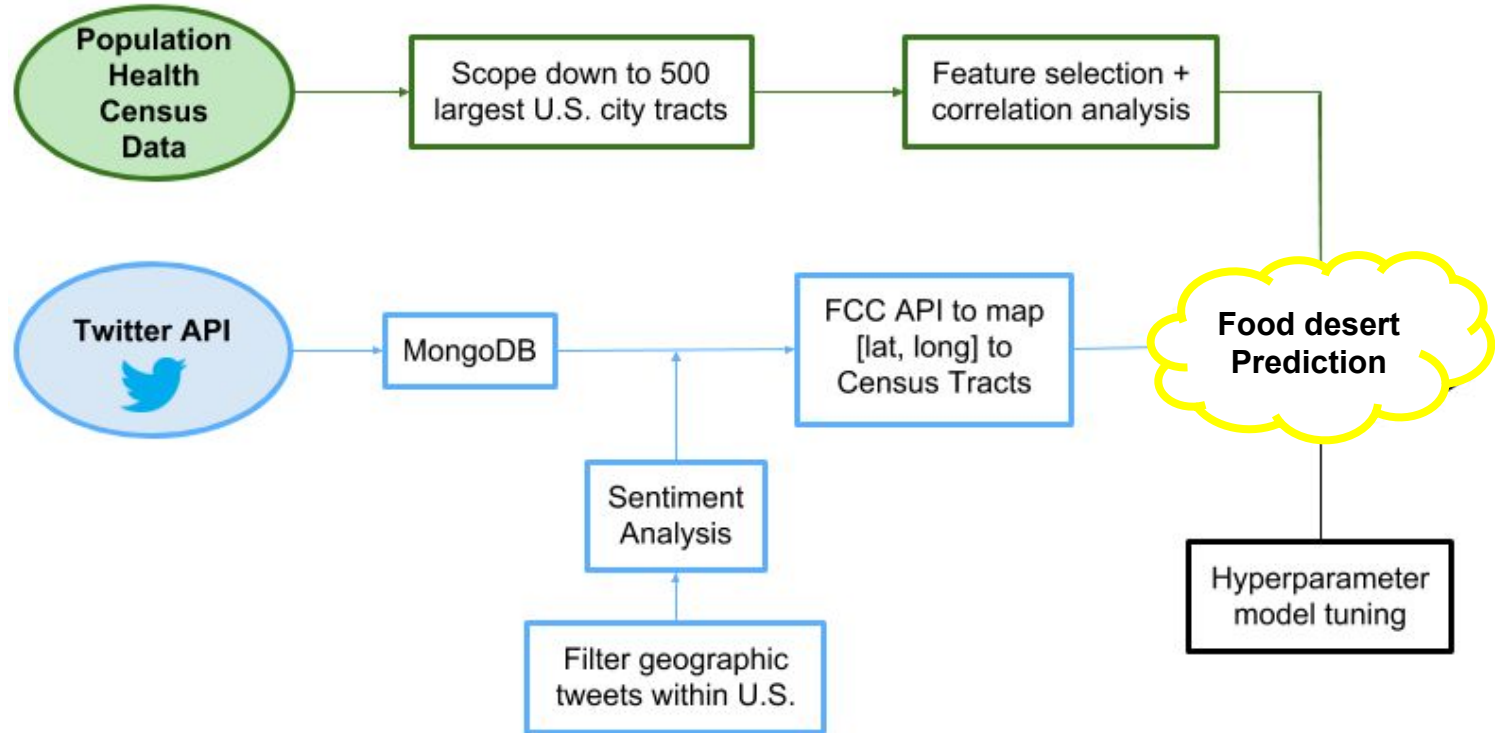 Population
Health
Census
Data
Scope down to 500
largest U.S. city tracts
Feature selection +
correlation analysis
Twitter API
MongoDB
FCC API to map
[lat, long] to
Census Tracts
Food desert
Prediction
Sentiment
Analysis
Hyperparameter
model tuning
Filter geographic
tweets within U.S.